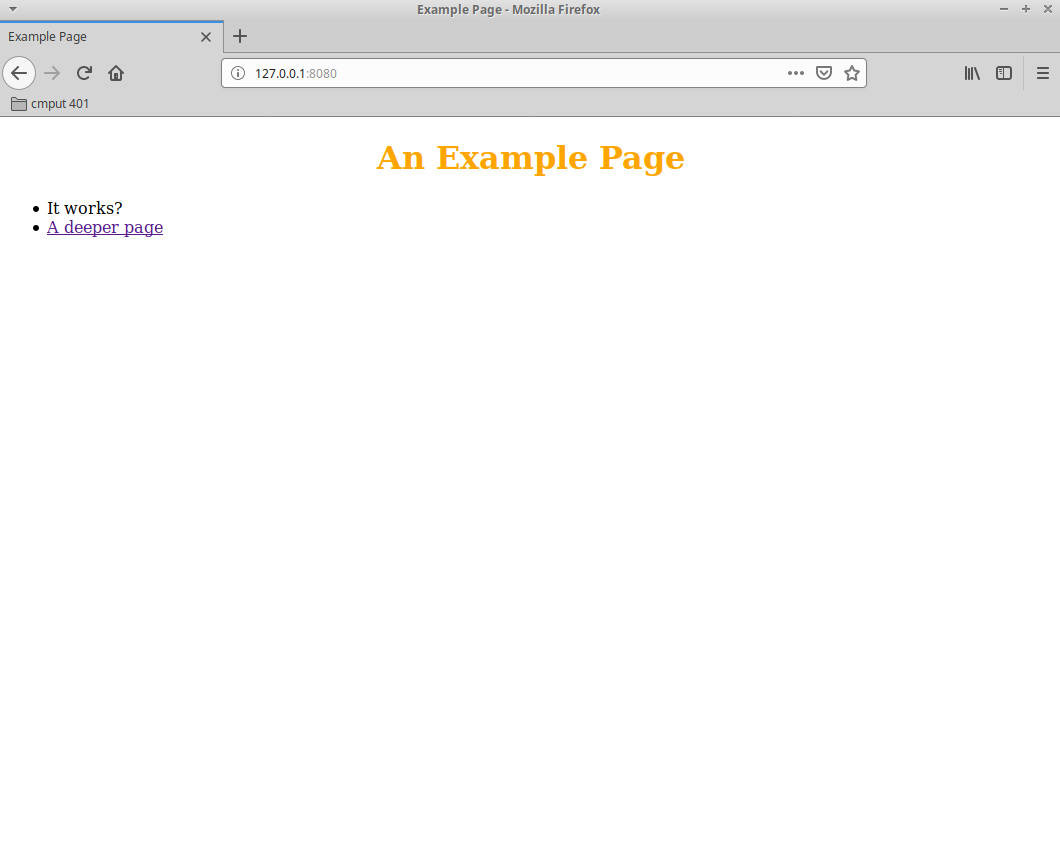 Example Page - Mozilla Firefox
Example Page
127.0.0.1:8080
cmput 401
An Example Page
It works?
A deeper page